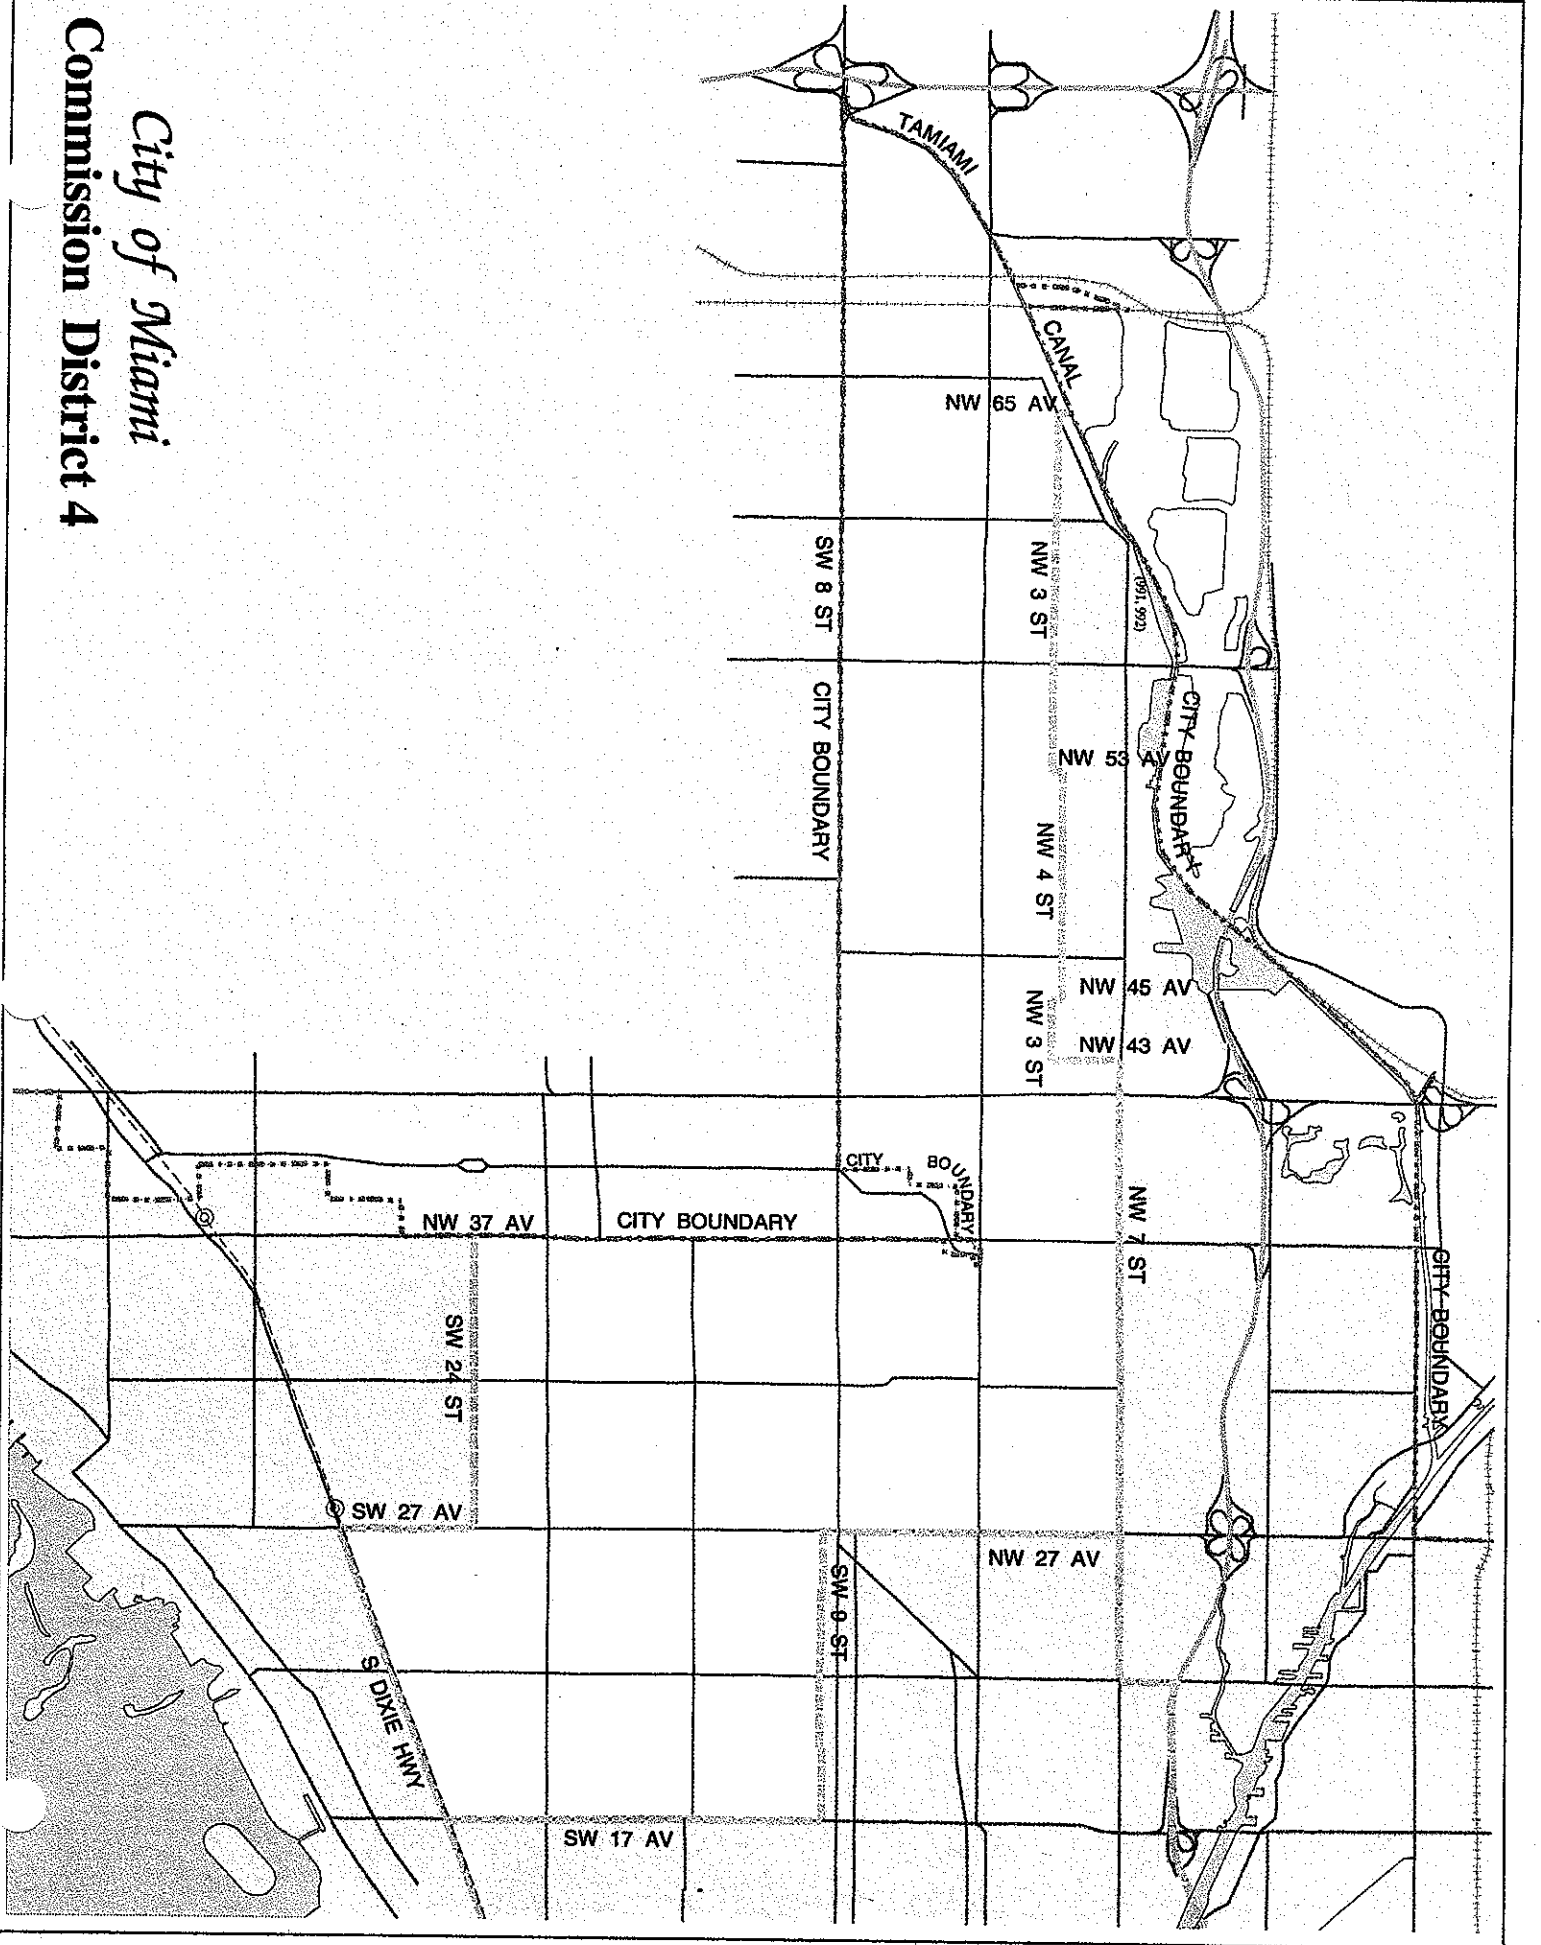 City of Miami
Commission District 4
TAMIAMI
CANAL
NW 65 AV
SW 8 ST
NW 3 ST
(991, 992)
CITY BOUNDARY
CITY BOUNDARY
NW 53 AV
NW 4 ST
NW 45 AV
NW 3 ST
NW 43 AV
CITY BOUNDARY
NW 37 AV
CITY BOUNDARY
NW 7 ST
CITY BOUNDARY
SW 24 ST
SW 27 AV
NW 27 AV
SW 9 ST
S DIXIE HWY
SW 17 AV